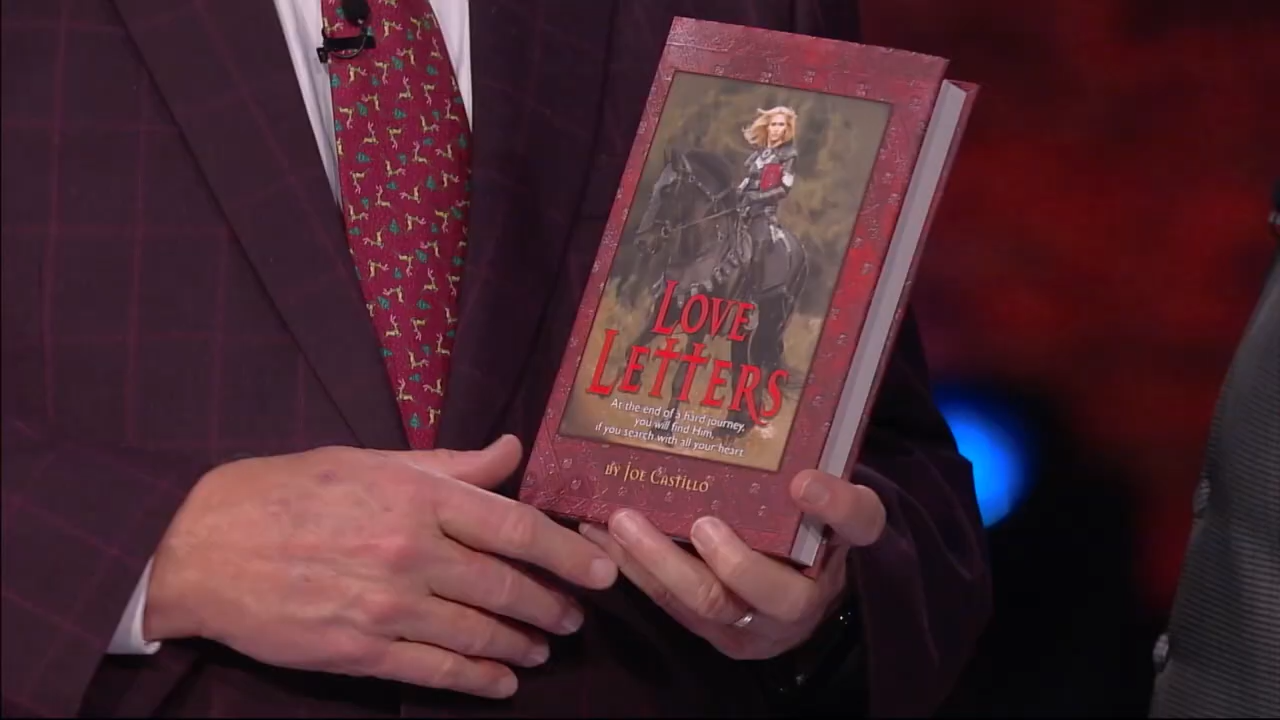 LOVE
LETTERS
At the end of a hard journey,
you will find Him,
if you search with all your heart
BY JOE CASTILLO